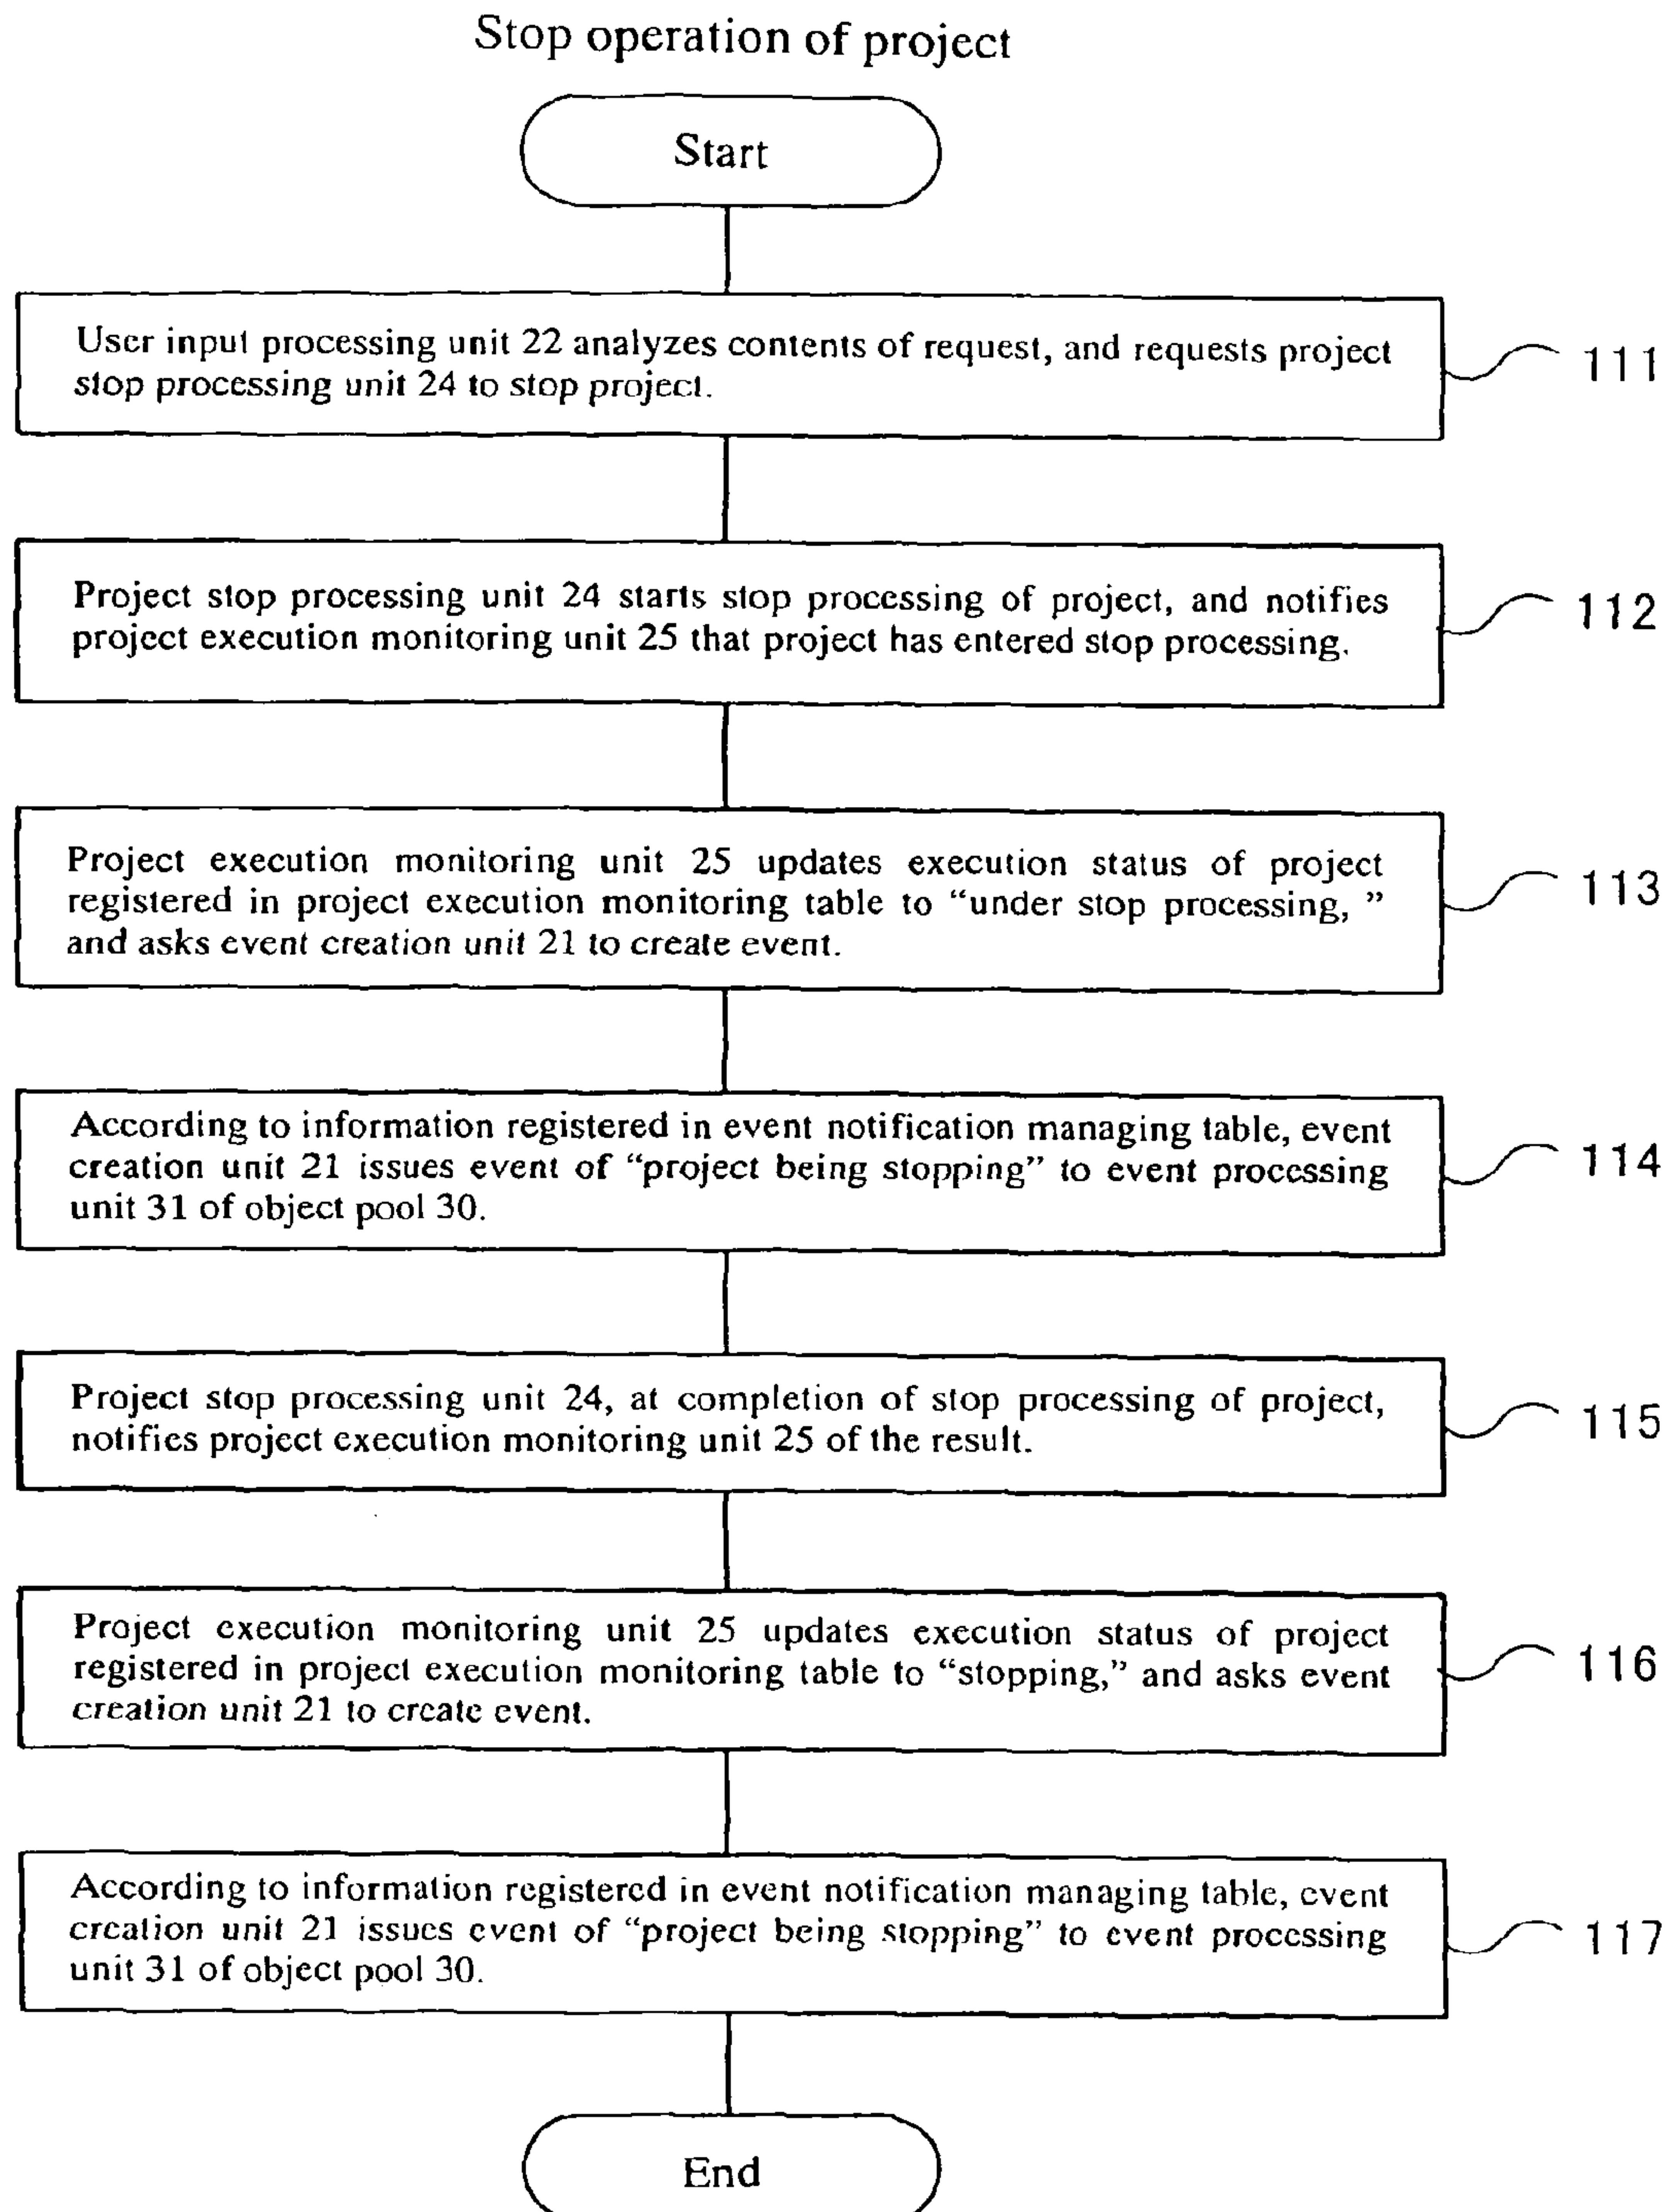 Stop operation of project
Start
User input processing unit 22 analyzes contents of request, and requests project
stop processing unit 24 to stop project.
111
Project stop processing unit 24 starts stop processing of project, and notifies
project execution monitoring unit 25 that project has entered stop processing.
112
Project execution monitoring unit 25 updates execution status of project
registered in project execution monitoring table to “under stop processing, ”
and asks event creation unit 21 to create event.
113
According to information registered in event notification managing table, event
creation unit 21 issues event of “project being stopping” to event processing
unit 31 of object pool 30.
114
Project stop processing unit 24, at completion of stop processing of project,
notifies project execution monitoring unit 25 of the result.
115
Project execution monitoring unit 25 updates execution status of project
registered in project execution monitoring table to “stopping,” and asks event
creation unit 21 to create event.
116
According to information registered in event notification managing table, event
creation unit 21 issues event of “project being stopping” to event processing
unit 31 of object pool 30.
117
End